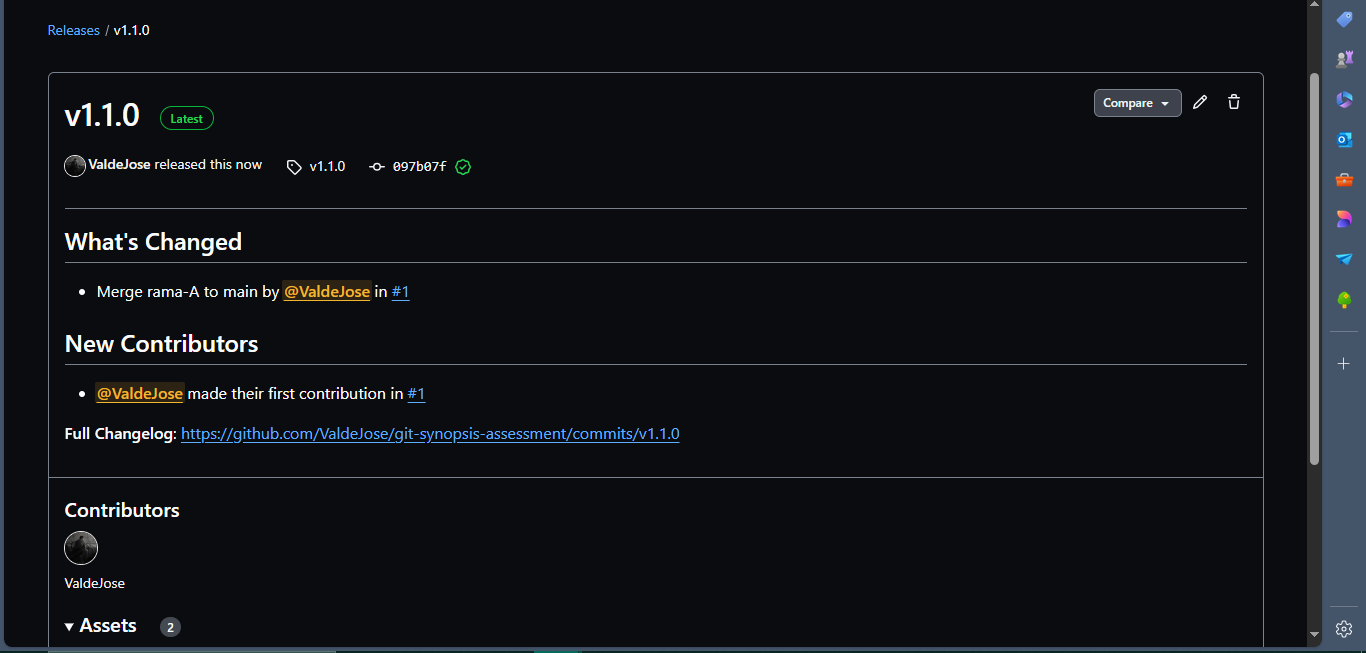 Releases / v1.1.0
v1.1.0 Latest
Compare
ValdeJose released this now v1.1.0 097b07f
What's Changed
• Merge rama-A to main by @ValdeJose in #1
New Contributors
• @ValdeJose made their first contribution in #1
Full Changelog: https://github.com/ValdeJose/git-synopsis-assessment/commits/v1.1.0
Contributors
ValdeJose
Assets 2